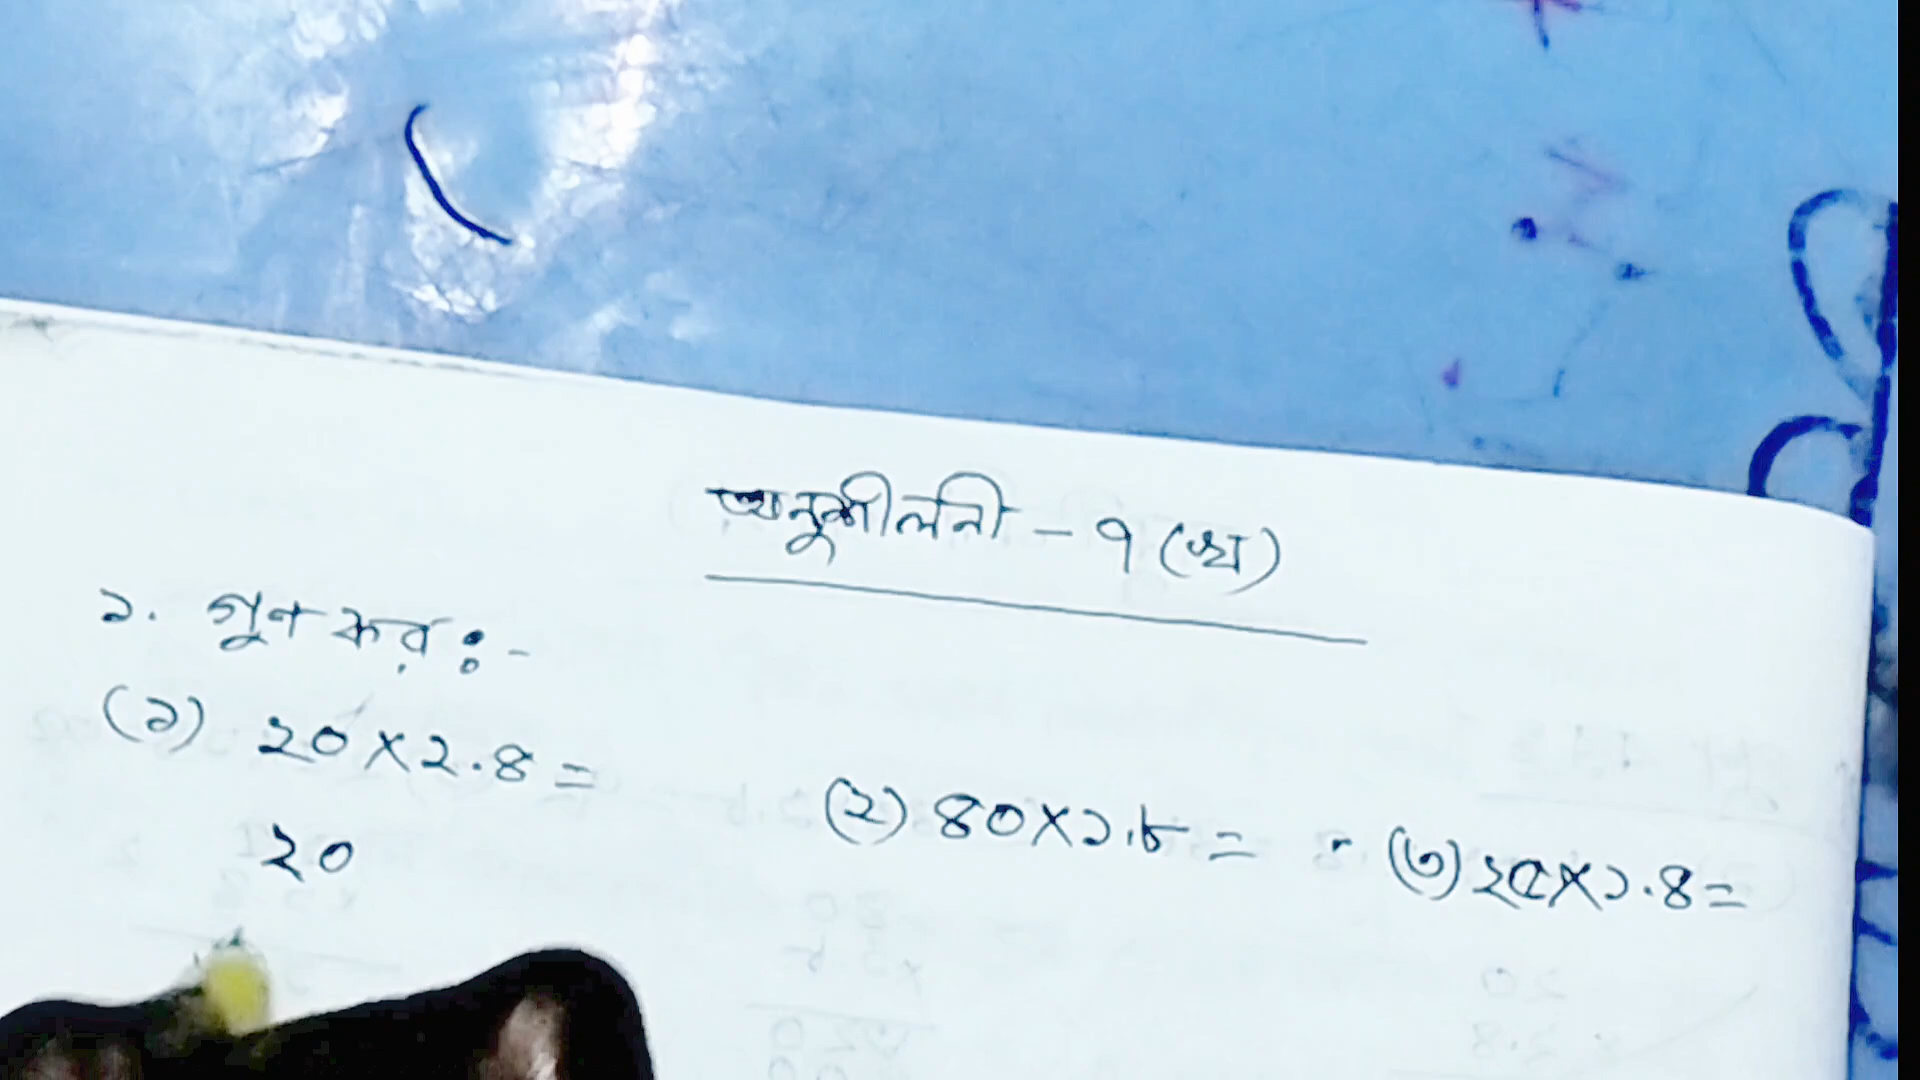 অনুশীলনী - ৭ (খ)
১. গুণ কর :-
(১) ২০×২.৪ =
(২) ৪০×১.৮ =
(৩) ২৫×১.৪ =
২০